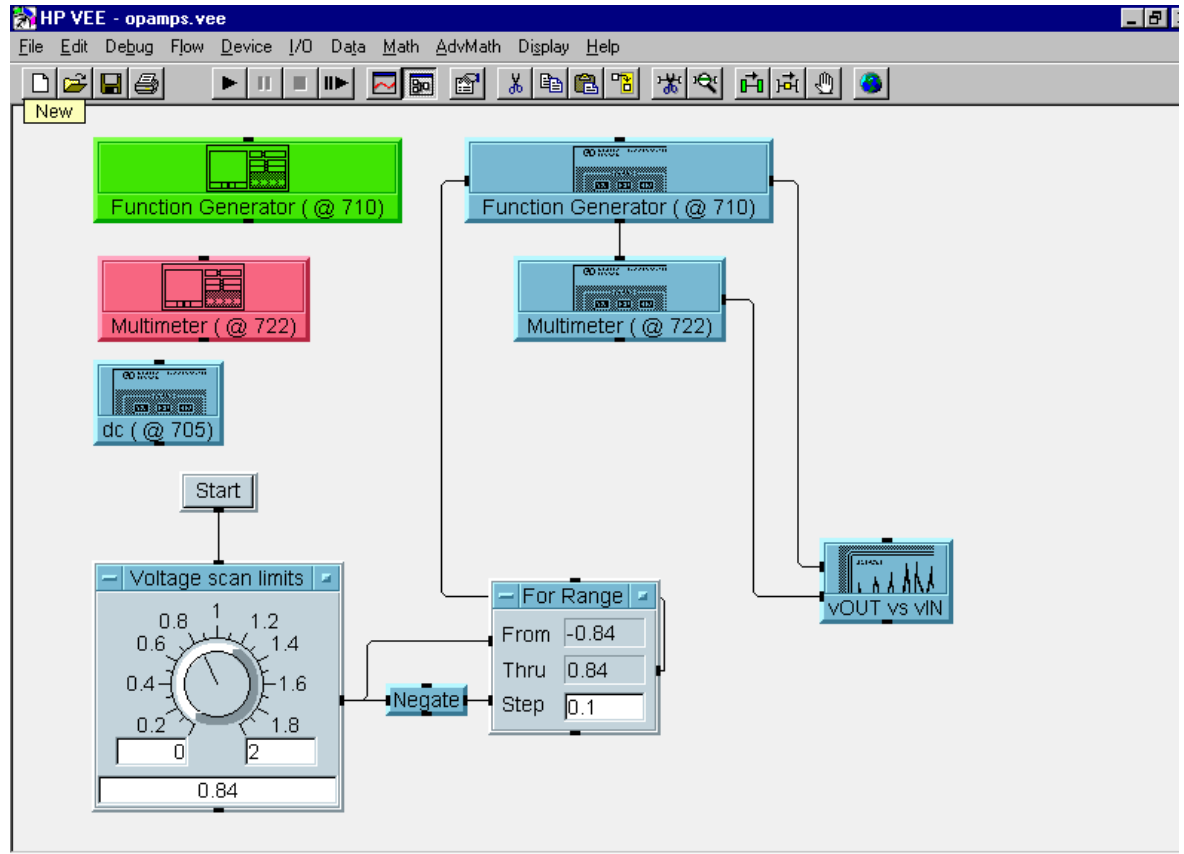 HP VEE - opamps.vee
File Edit Debug Flow Device I/O Data Math AdvMath Display Help
New
Function Generator ( @ 710)
Function Generator ( @ 710)
Multimeter ( @ 722)
Multimeter ( @ 722)
dc ( @ 705)
Start
Voltage scan limits
0.2
0.4
0.6
0.8
1
1.2
1.4
1.6
1.8
0
2
0.84
Negate
For Range
From -0.84
Thru 0.84
Step 0.1
vOUT vs vIN